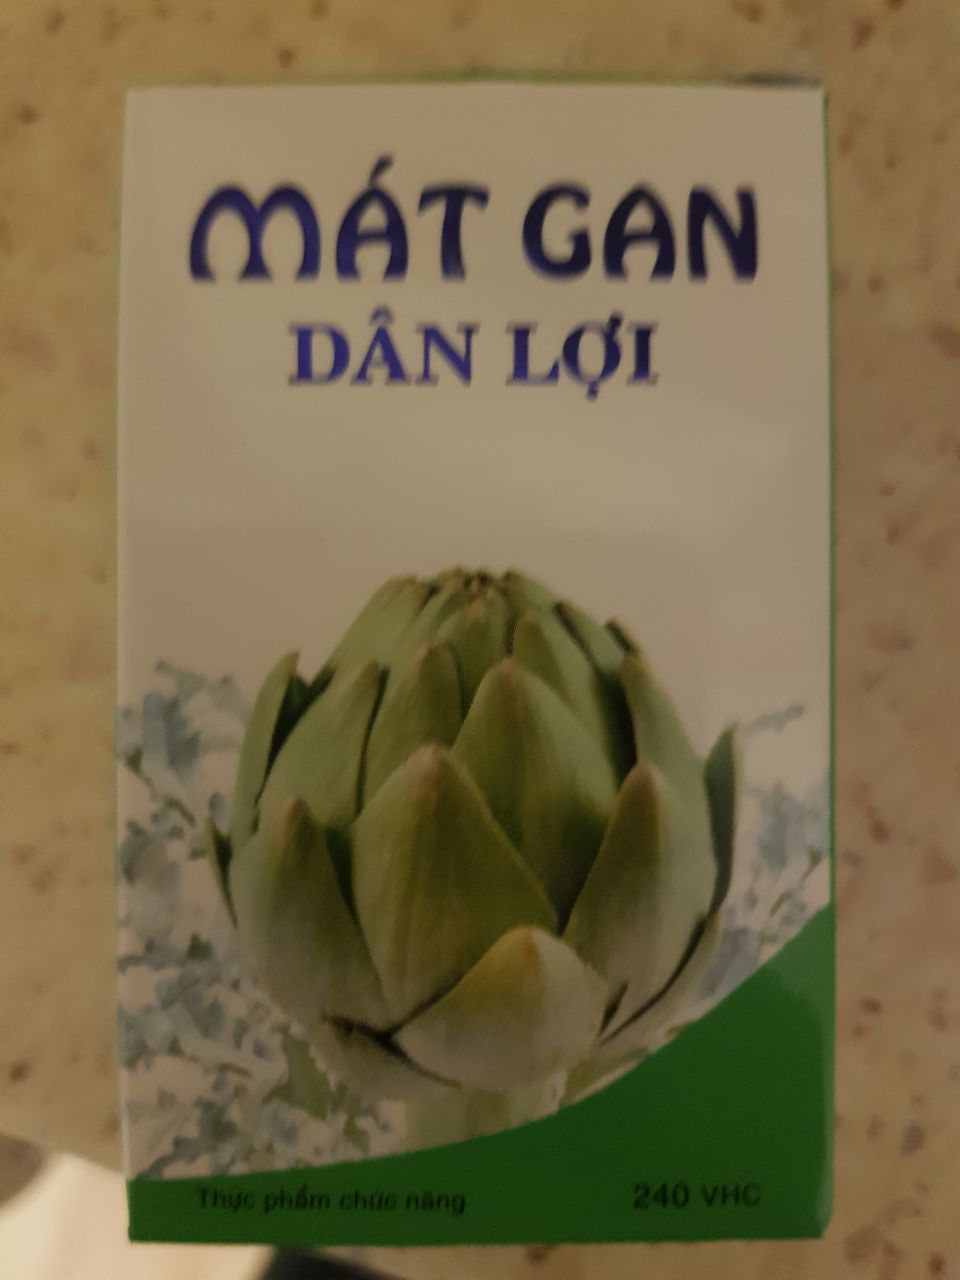 MÁT GAN
DÂN LỢI
Thực phẩm chức năng
240 VHC